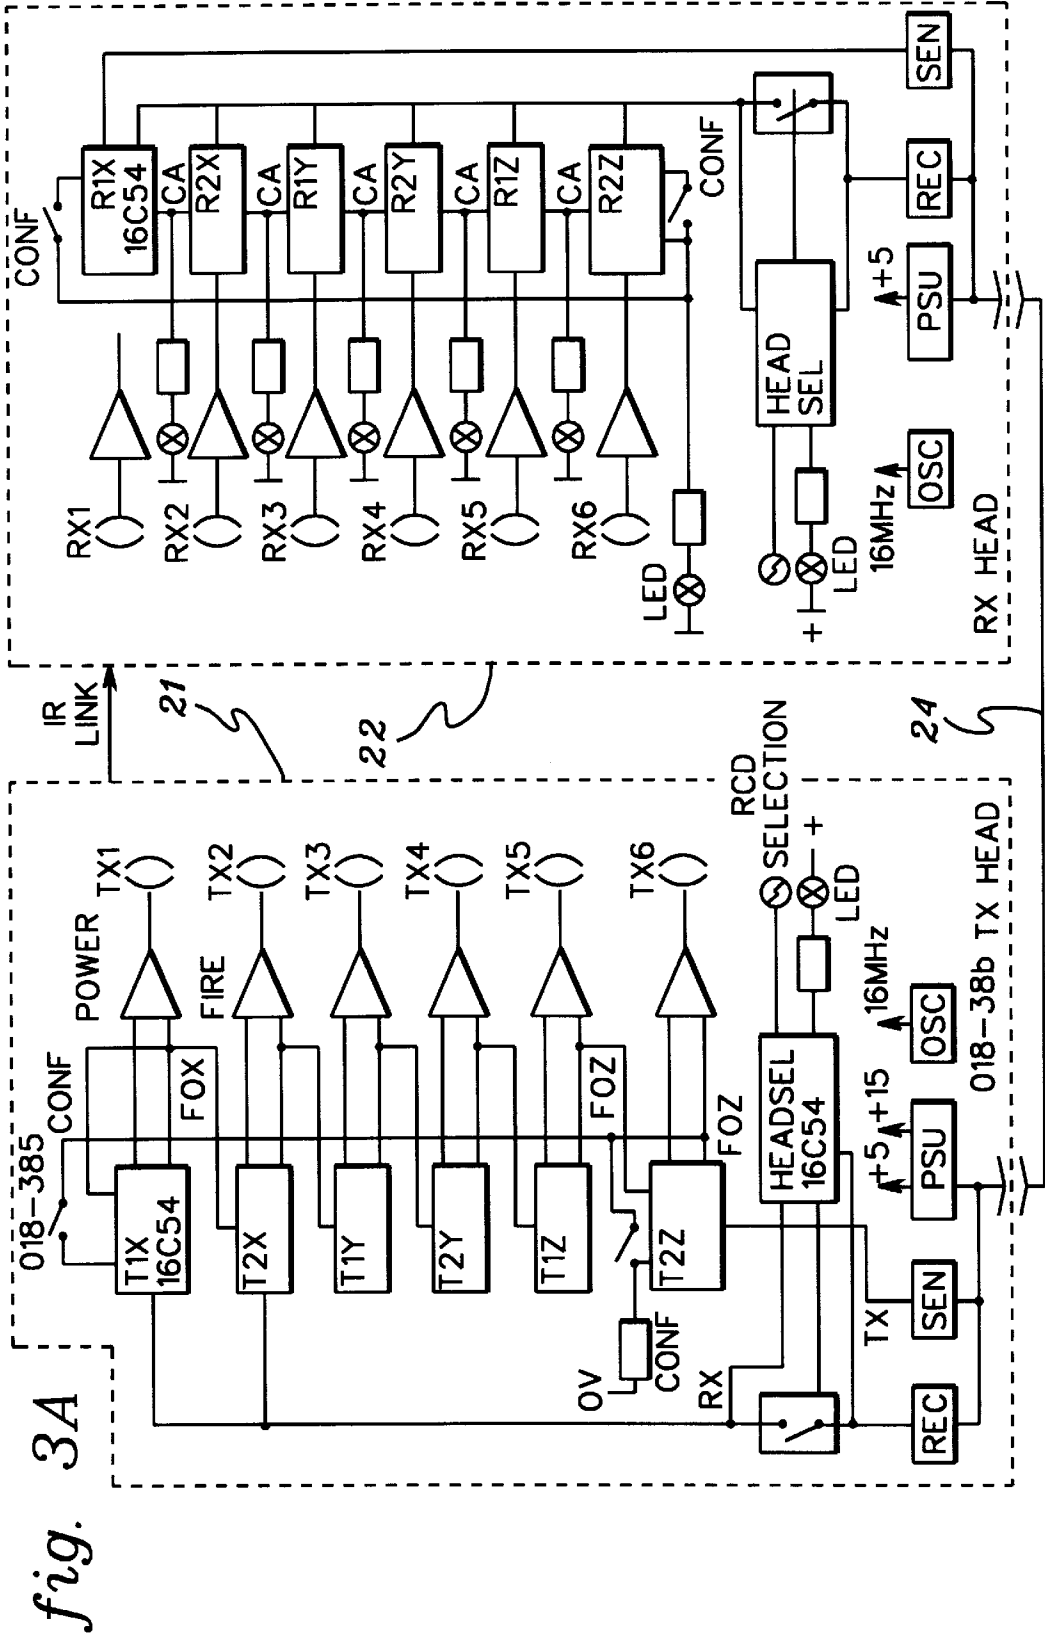 fig. 3A
018-385
CONF
POWER
T1X
16C54
FOX
TX1
T2X
FIRE
TX2
T1Y
TX3
T2Y
TX4
T1Z
FOZ
TX5
0V
CONF
T2Z
FOZ
TX6
RX
HEADSEL
16C54
RCD
SELECTION
LED
+
TX
REC
SEN
+5
+15
PSU
16MHz
OSC
018-38b TX HEAD
IR
LINK
21
22
24
CONF
RX1
R1X
16C54
CA
RX2
R2X
CA
RX3
R1Y
CA
RX4
R2Y
CA
RX5
R1Z
CA
RX6
R2Z
CONF
LED
HEAD
SEL
+
LED
16MHz
OSC
+5
PSU
REC
SEN
RX HEAD